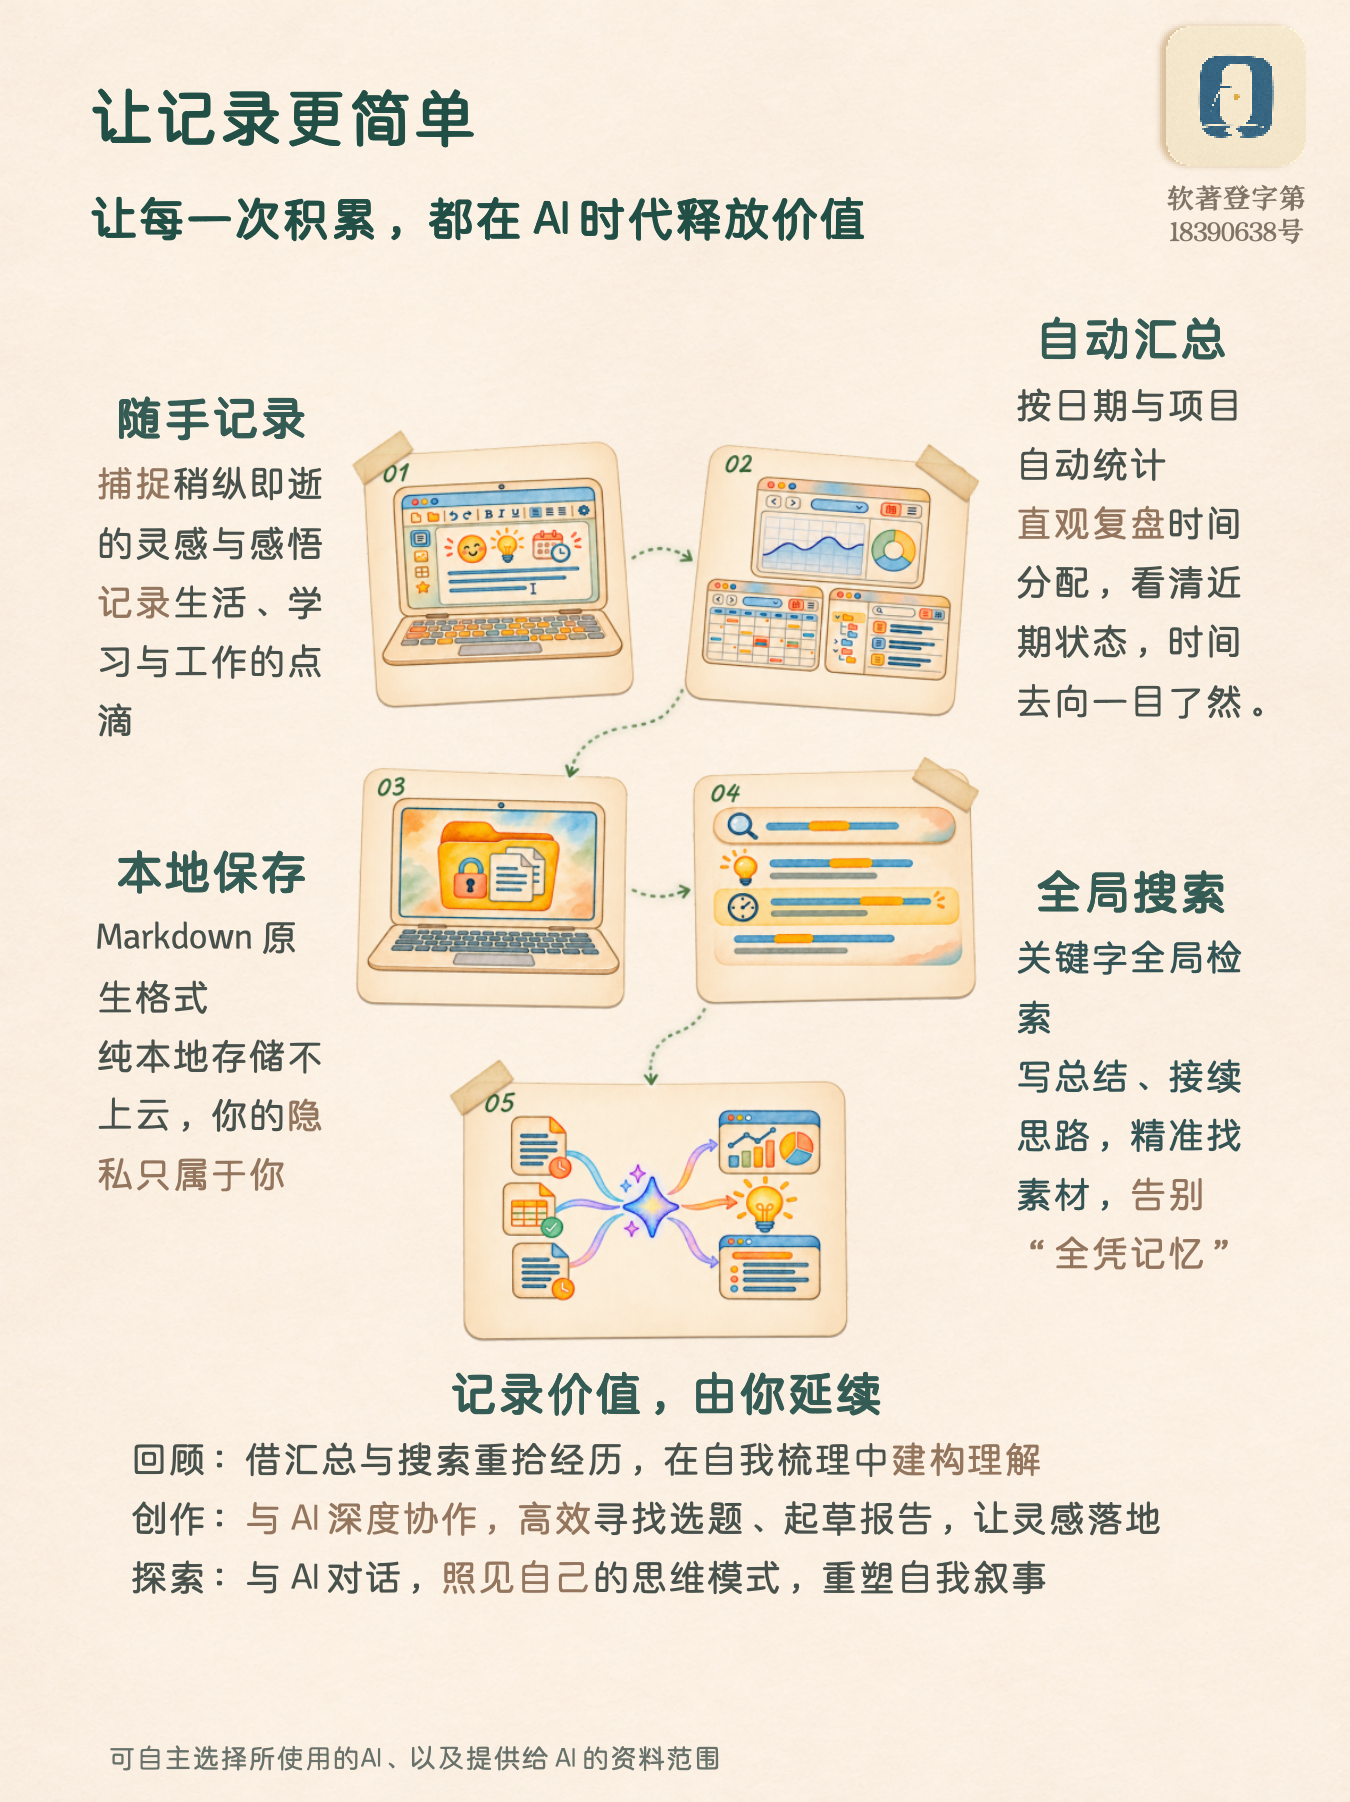 让记录更简单
让每一次积累，都在 AI 时代释放价值
软著登字第
18390638号
随手记录
捕捉稍纵即逝
的灵感与感悟
记录生活、学
习与工作的点
滴
01
B I U
02
自动汇总
按日期与项目
自动统计
直观复盘时间
分配，看清近
期状态，时间
去向一目了然。
本地保存
Markdown 原
生格式
纯本地存储不
上云，你的隐
私只属于你
03
04
全局搜索
关键字全局检
索
写总结、接续
思路，精准找
素材，告别
“全凭记忆”
05
记录价值，由你延续
回顾：借汇总与搜索重拾经历，在自我梳理中建构理解
创作：与 AI 深度协作，高效寻找选题、起草报告，让灵感落地
探索：与 AI 对话，照见自己的思维模式，重塑自我叙事
可自主选择所使用的AI、以及提供给 AI 的资料范围